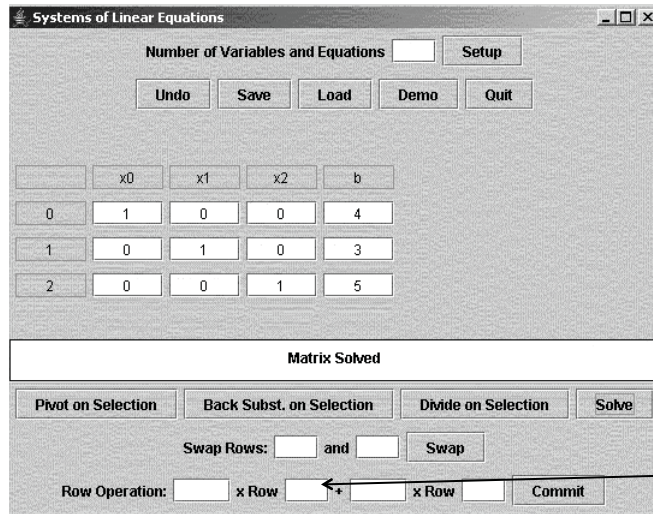 Systems of Linear Equations
Number of Variables and Equations Setup
Undo Save Load Demo Quit
x0 x1 x2 b
0 1 0 0 4
1 0 1 0 3
2 0 0 1 5
Matrix Solved
Pivot on Selection Back Subst. on Selection Divide on Selection Solve
Swap Rows: and Swap
Row Operation: x Row + x Row Commit